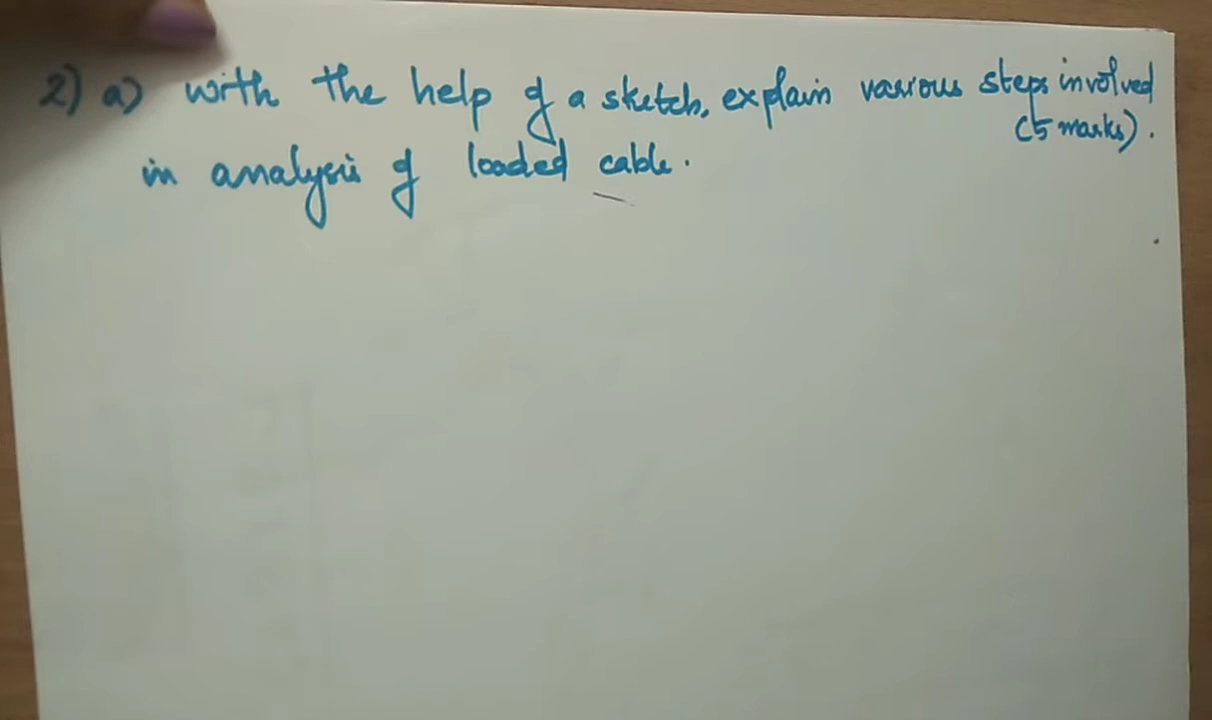 2) a) with the help of a sketch, explain various steps involved
(5 marks).
in analysis of loaded cable.